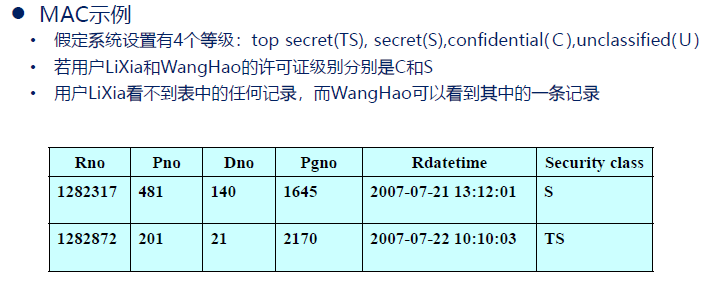 MAC示例
假定系统设置有4个等级：top secret(TS), secret(S),confidential(C),unclassified(U)
若用户LiXia和WangHao的许可证级别分别是C和S
用户LiXia看不到表中的任何记录，而WangHao可以看到其中的一条记录
Rno Pno Dno Pgno Rdatetime Security class
1282317 481 140 1645 2007-07-21 13:12:01 S
1282872 201 21 2170 2007-07-22 10:10:03 TS